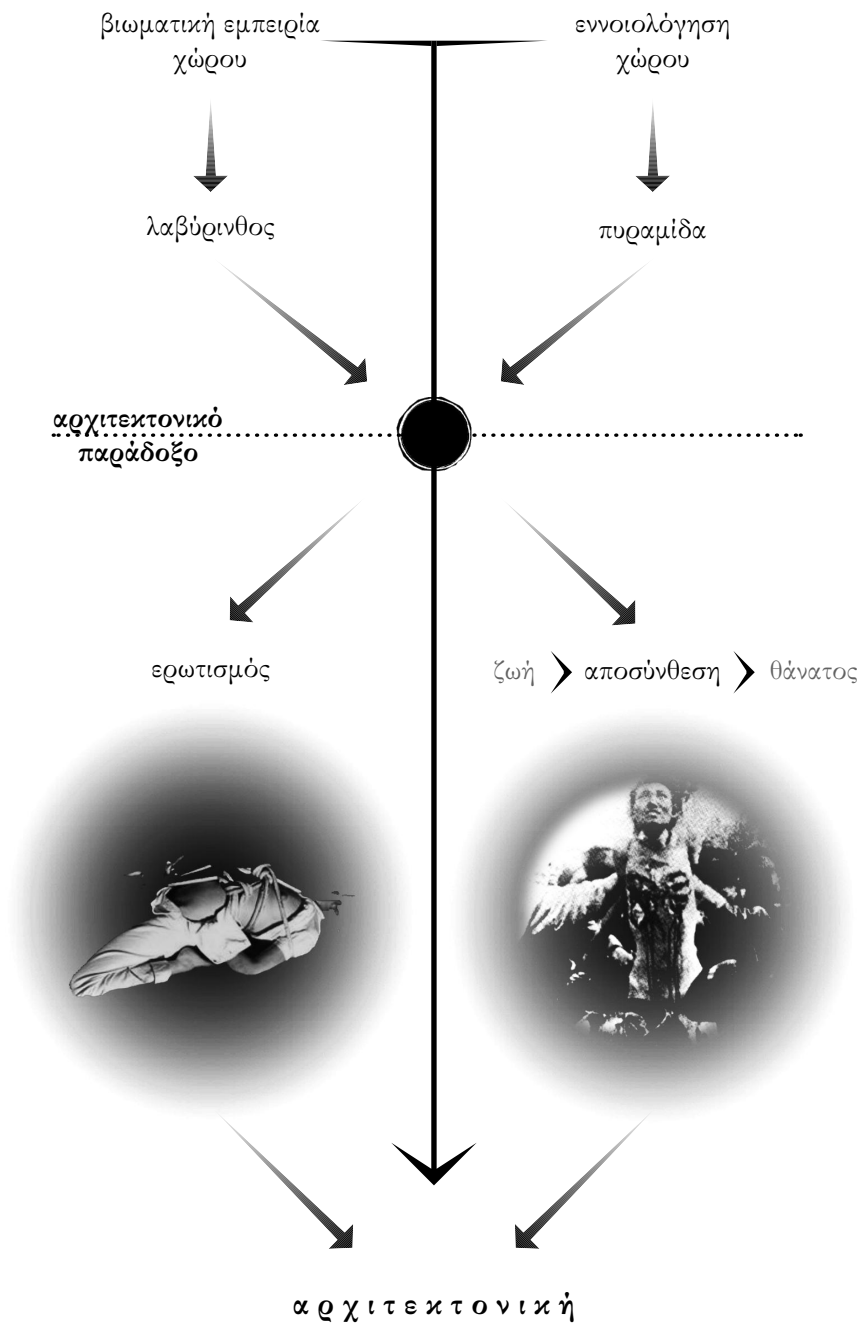 βιωματική εμπειρία
χώρου
εννοιολόγηση
χώρου
λαβύρινθος
πυραμίδα
αρχιτεκτονικό
παράδοξο
ερωτισμός
ζωή > αποσύνθεση > θάνατος
αρχιτεκτονική